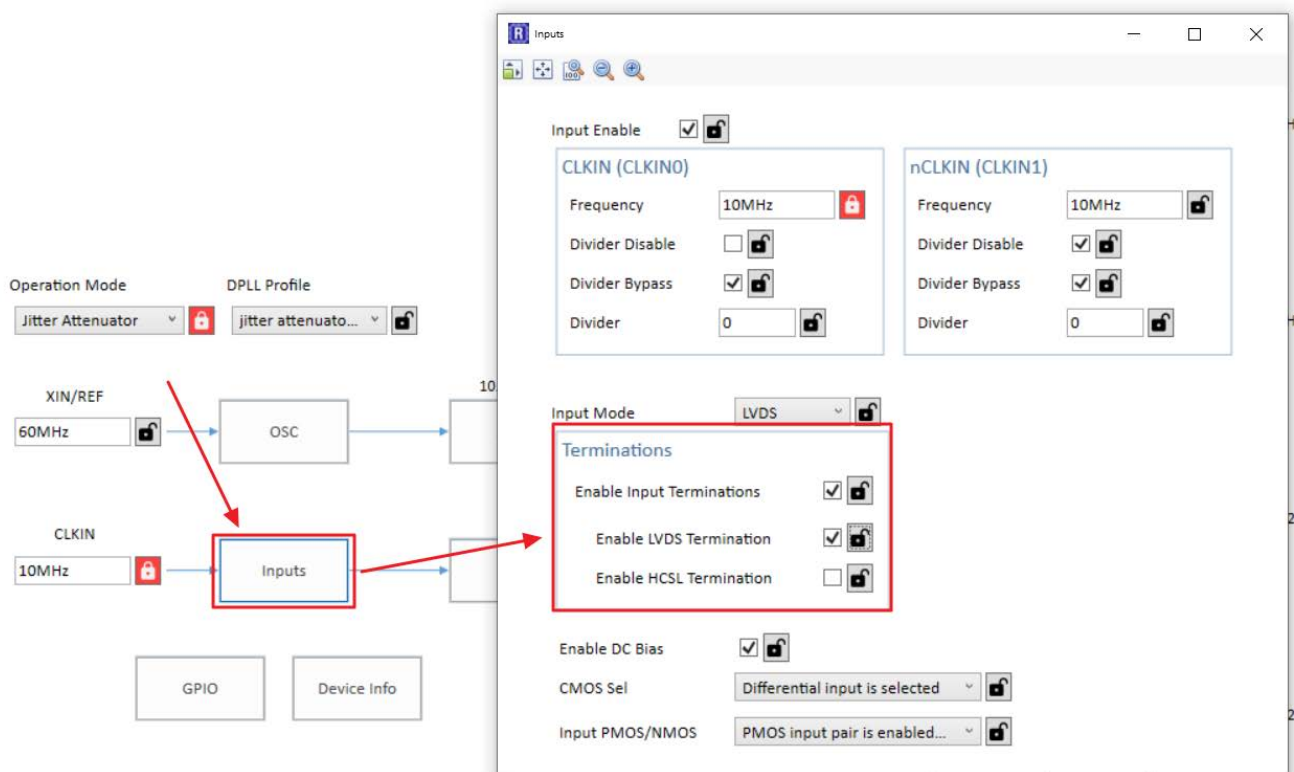 Operation Mode
DPLL Profile
Jitter Attenuator
jitter attenuato...
XIN/REF
60MHz
OSC
10
CLKIN
10MHz
Inputs
GPIO
Device Info
R
Inputs
100
Input Enable
CLKIN (CLKIN0)
Frequency
10MHz
Divider Disable
Divider Bypass
Divider
0
nCLKIN (CLKIN1)
Frequency
10MHz
Divider Disable
Divider Bypass
Divider
0
Input Mode
LVDS
Terminations
Enable Input Terminations
Enable LVDS Termination
Enable HCSL Termination
Enable DC Bias
CMOS Sel
Differential input is selected
Input PMOS/NMOS
PMOS input pair is enabled...